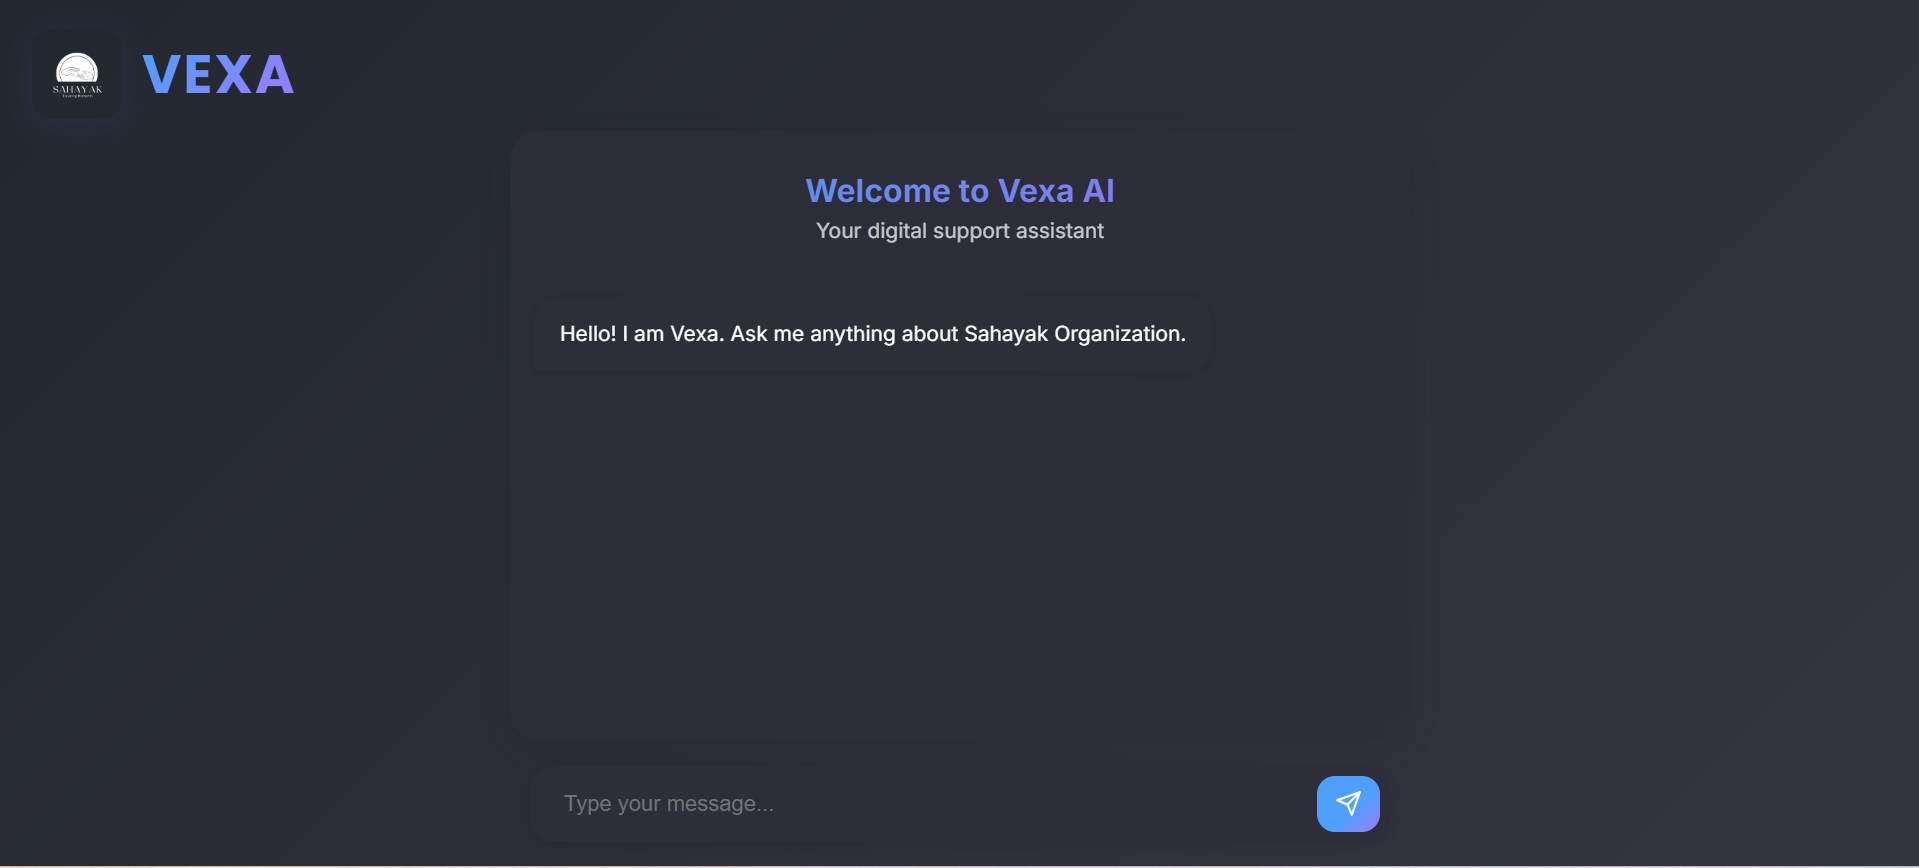 SAHAYAK
VEXA
Welcome to Vexa AI
Your digital support assistant
Hello! I am Vexa. Ask me anything about Sahayak Organization.
Type your message...